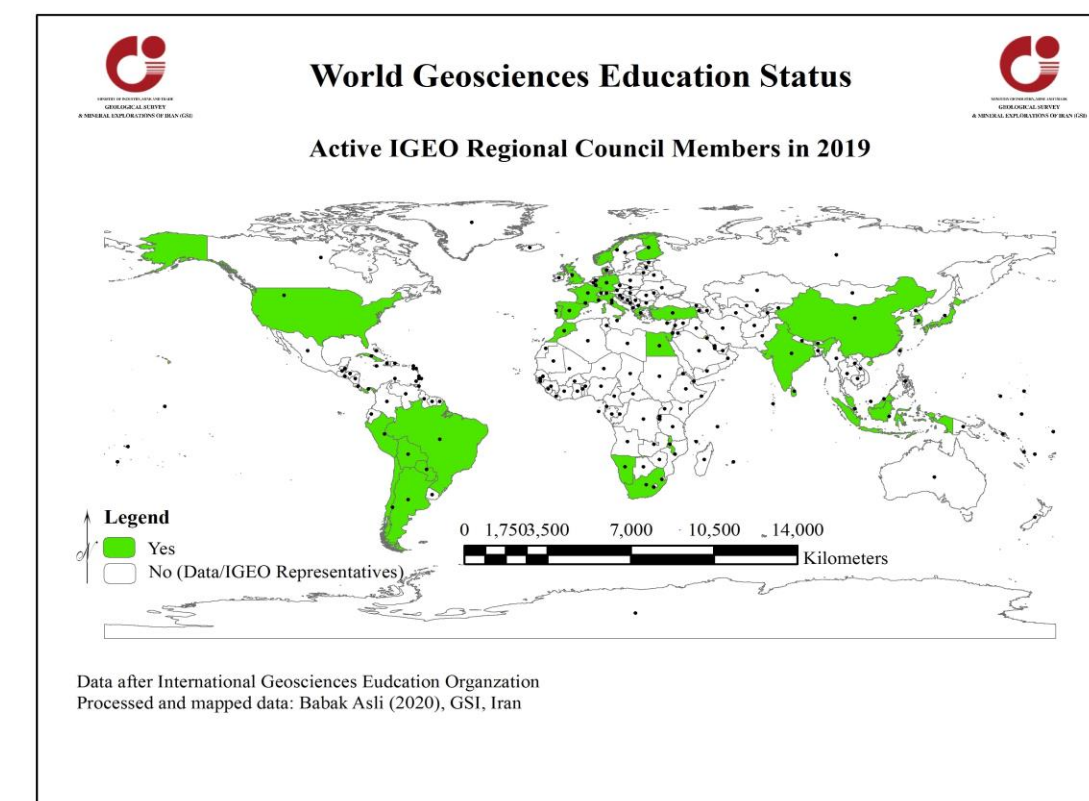 World Geosciences Education Status
Active IGEO Regional Council Members in 2019
GEOLOGICAL SURVEY
& MINERAL EXPLORATIONS OF IRAN (GSI)
GEOLOGICAL SURVEY
& MINERAL EXPLORATIONS OF IRAN (GSI)
N
Legend
Yes
No (Data/IGEO Representatives)
0 1,750 3,500 7,000 10,500 14,000
Kilometers
Data after International Geosciences Eudcation Organzation
Processed and mapped data: Babak Asli (2020), GSI, Iran